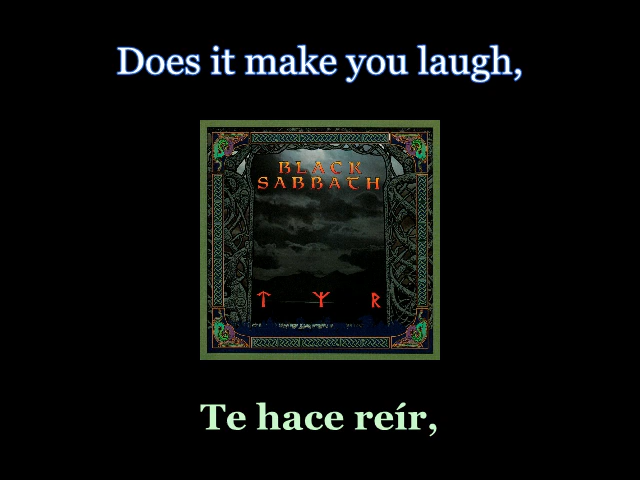 Does it make you laugh,
BLACK
SABBATH
ᛏ ᛉ ᚱ
Te hace reír,